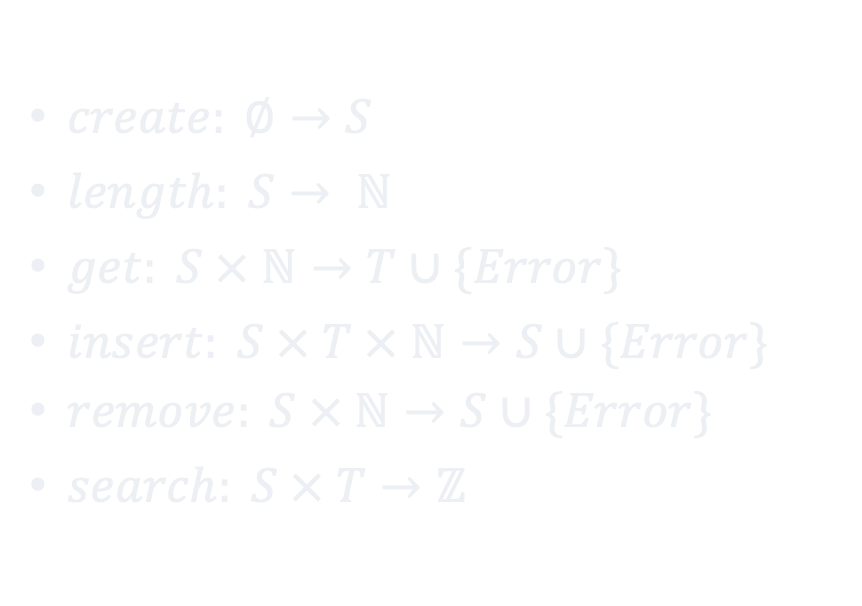 • create: ∅ → S
• length: S → ℕ
• get: S × ℕ → T ∪ {Error}
• insert: S × T × ℕ → S ∪ {Error}
• remove: S × ℕ → S ∪ {Error}
• search: S × T → ℤ